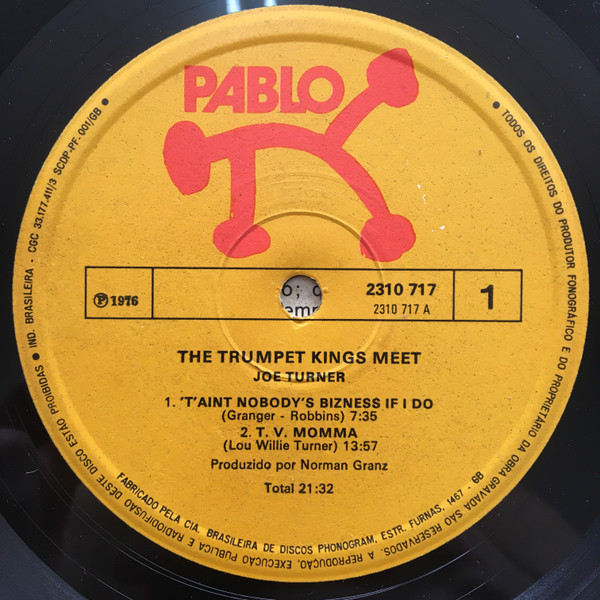 PABLO
℗ 1976
2310 717
2310 717 A
1
THE TRUMPET KINGS MEET
JOE TURNER
1. 'T'AINT NOBODY'S BIZNESS IF I DO
(Granger - Robbins) 7:35
2. T. V. MOMMA
(Lou Willie Turner) 13:57
Produzido por Norman Granz
Total 21:32
● TODOS OS DIREITOS DO PRODUTOR FONOGRÁFICO E DO PROPRIETÁRIO DA OBRA GRAVADA SÃO RESERVADOS. A REPRODUÇÃO, EXECUÇÃO PÚBLICA E RADIODIFUSÃO DESTE DISCO ESTÃO PROIBIDAS ● IND. BRASILEIRA - CGC 33.177.411/3 SCDP-PF. 001/GB ●
FABRICADO PELA CIA. BRASILEIRA DE DISCOS PHONOGRAM, ESTR. FURNAS, 1467 - GB